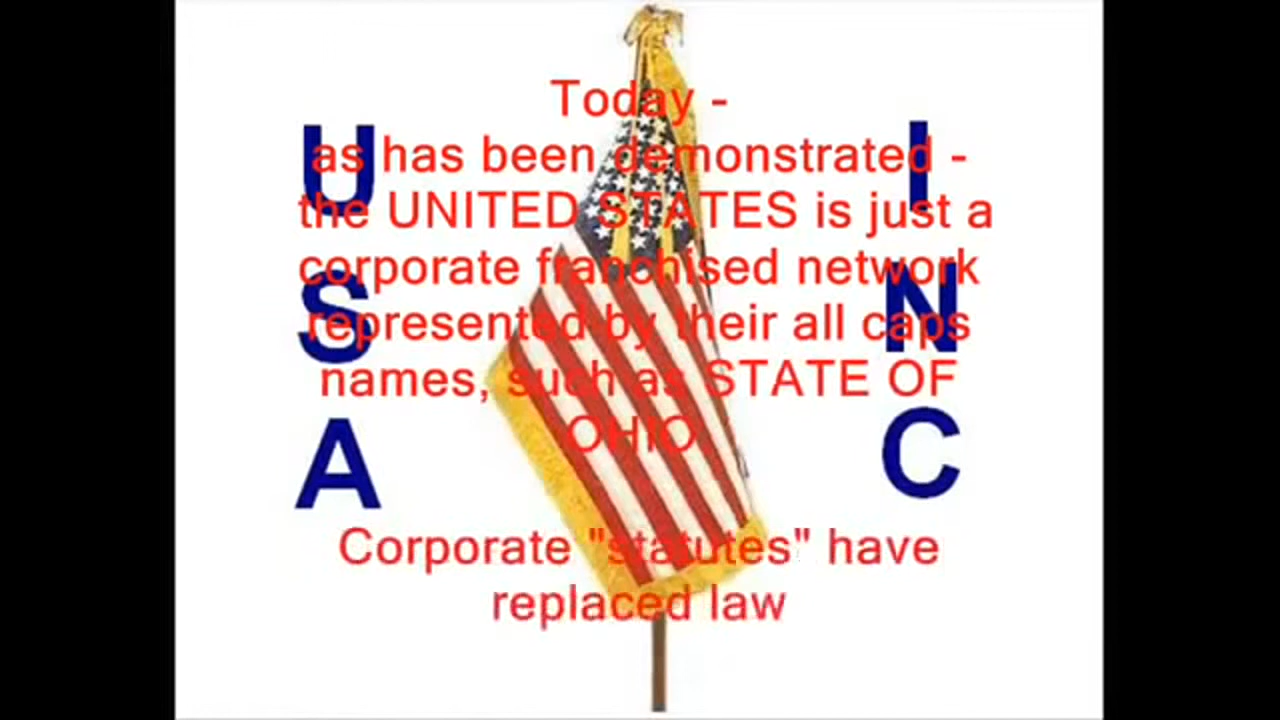 Today -
as has been demonstrated -
the UNITED STATES is just a
corporate franchised network
represented by their all caps
names, such as STATE OF
OHIO
Corporate "statutes" have
replaced law
U
S
A
I
N
C